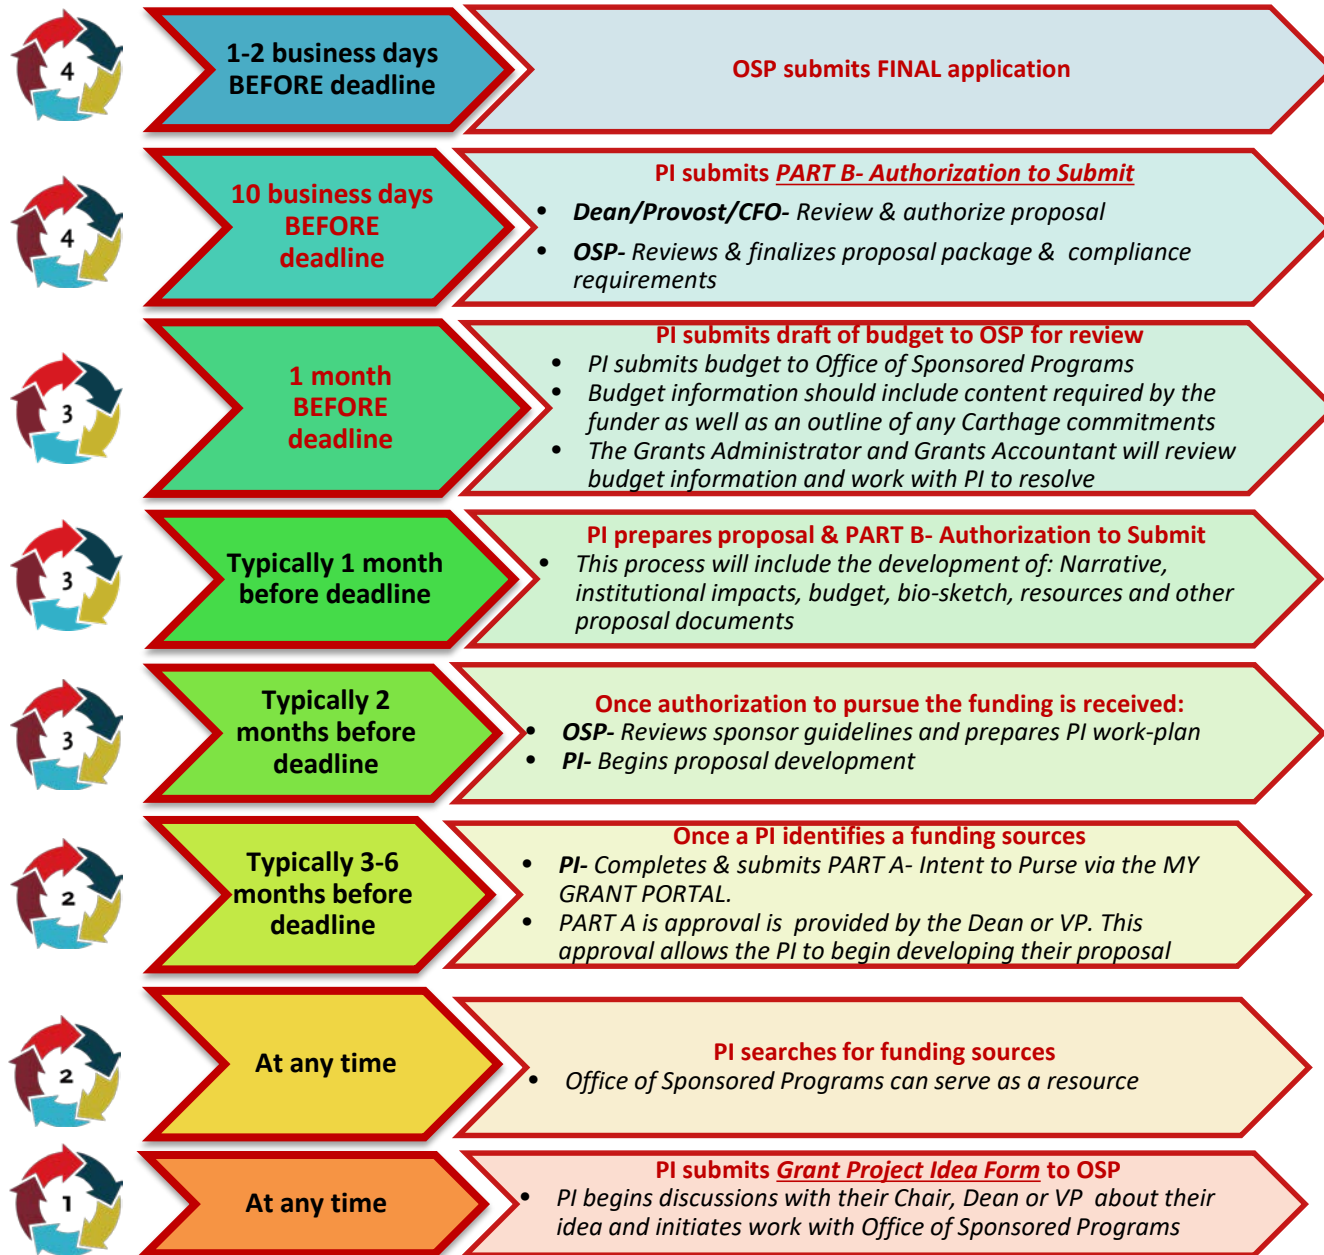 4
1-2 business days
BEFORE deadline
OSP submits FINAL application
4
10 business days
BEFORE
deadline
PI submits PART B- Authorization to Submit
• Dean/Provost/CFO- Review & authorize proposal
• OSP- Reviews & finalizes proposal package & compliance
requirements
3
1 month
BEFORE
deadline
PI submits draft of budget to OSP for review
• PI submits budget to Office of Sponsored Programs
• Budget information should include content required by the
funder as well as an outline of any Carthage commitments
• The Grants Administrator and Grants Accountant will review
budget information and work with PI to resolve
3
Typically 1 month
before deadline
PI prepares proposal & PART B- Authorization to Submit
• This process will include the development of: Narrative,
institutional impacts, budget, bio-sketch, resources and other
proposal documents
3
Typically 2
months before
deadline
Once authorization to pursue the funding is received:
• OSP- Reviews sponsor guidelines and prepares PI work-plan
• PI- Begins proposal development
2
Typically 3-6
months before
deadline
Once a PI identifies a funding sources
• PI- Completes & submits PART A- Intent to Purse via the MY
GRANT PORTAL.
• PART A is approval is provided by the Dean or VP. This
approval allows the PI to begin developing their proposal
2
At any time
PI searches for funding sources
• Office of Sponsored Programs can serve as a resource
1
At any time
PI submits Grant Project Idea Form to OSP
• PI begins discussions with their Chair, Dean or VP about their
idea and initiates work with Office of Sponsored Programs